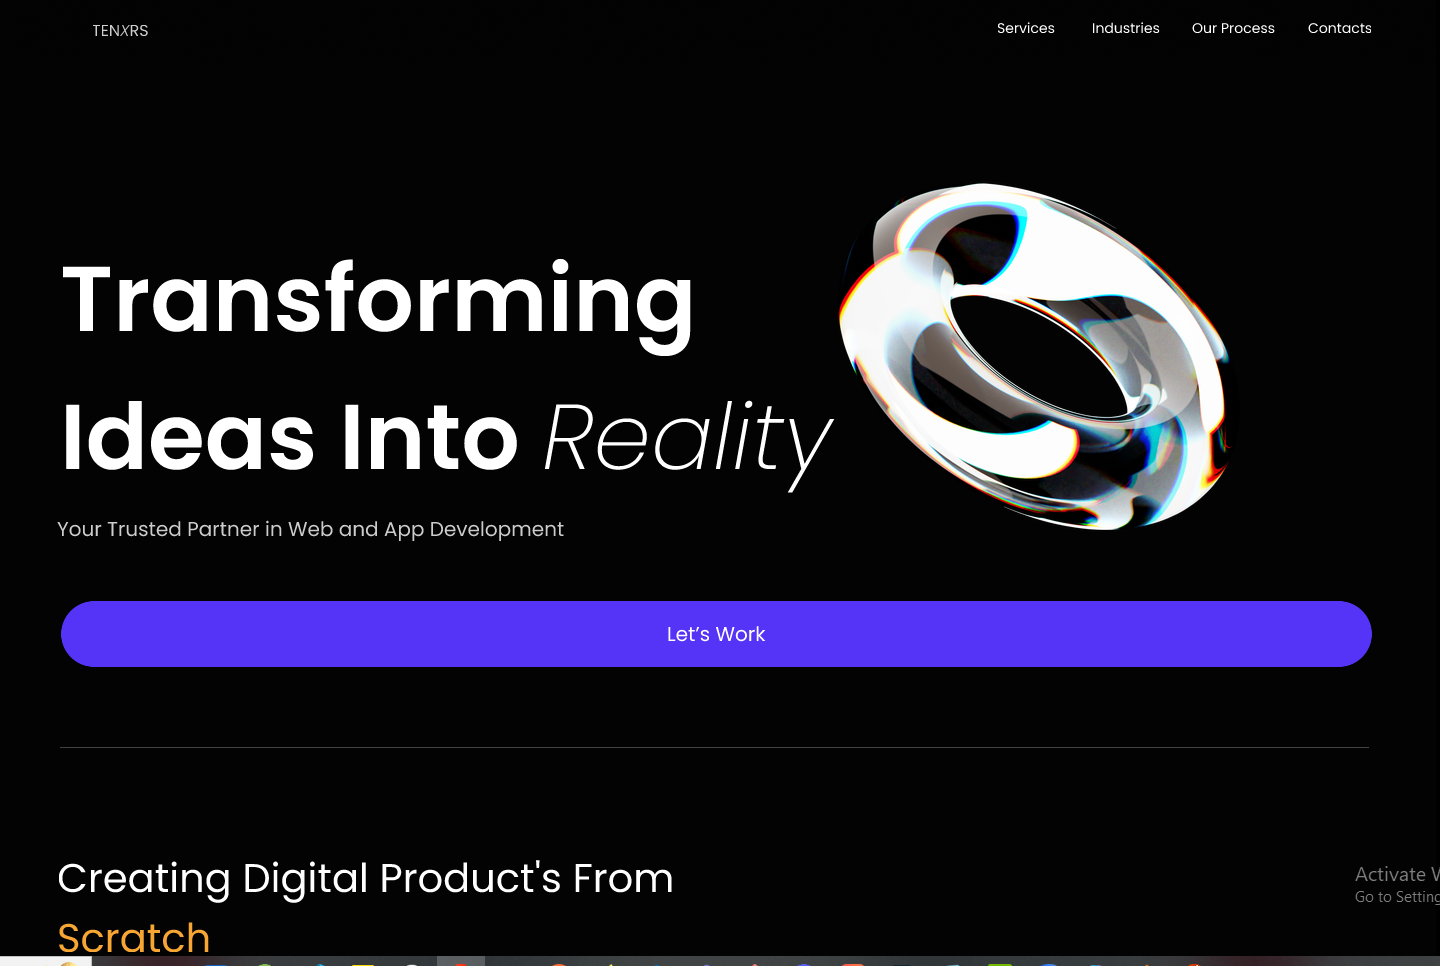 TENXRS
Services Industries Our Process Contacts
Transforming
Ideas Into Reality
Your Trusted Partner in Web and App Development
Let’s Work
Creating Digital Product's From
Scratch
Activate
Go to